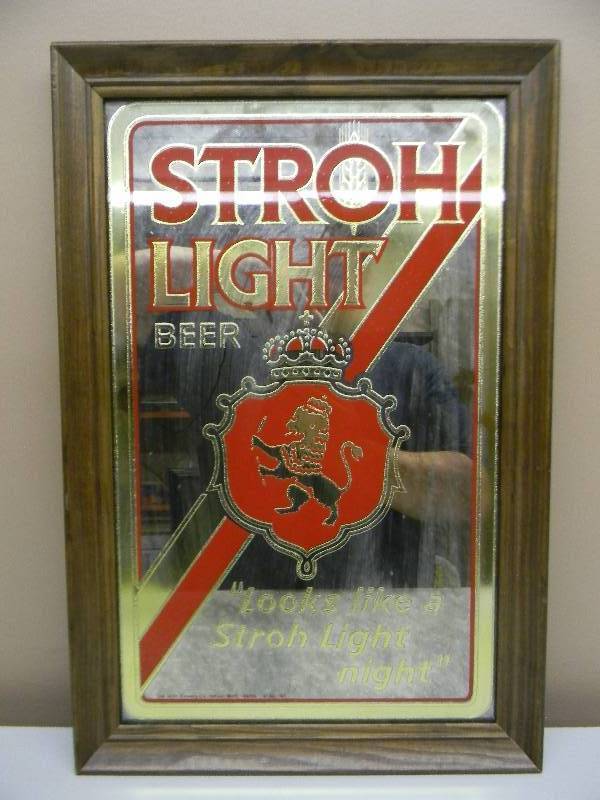 STROH
LIGHT
BEER
"Looks like a
Stroh Light
night"